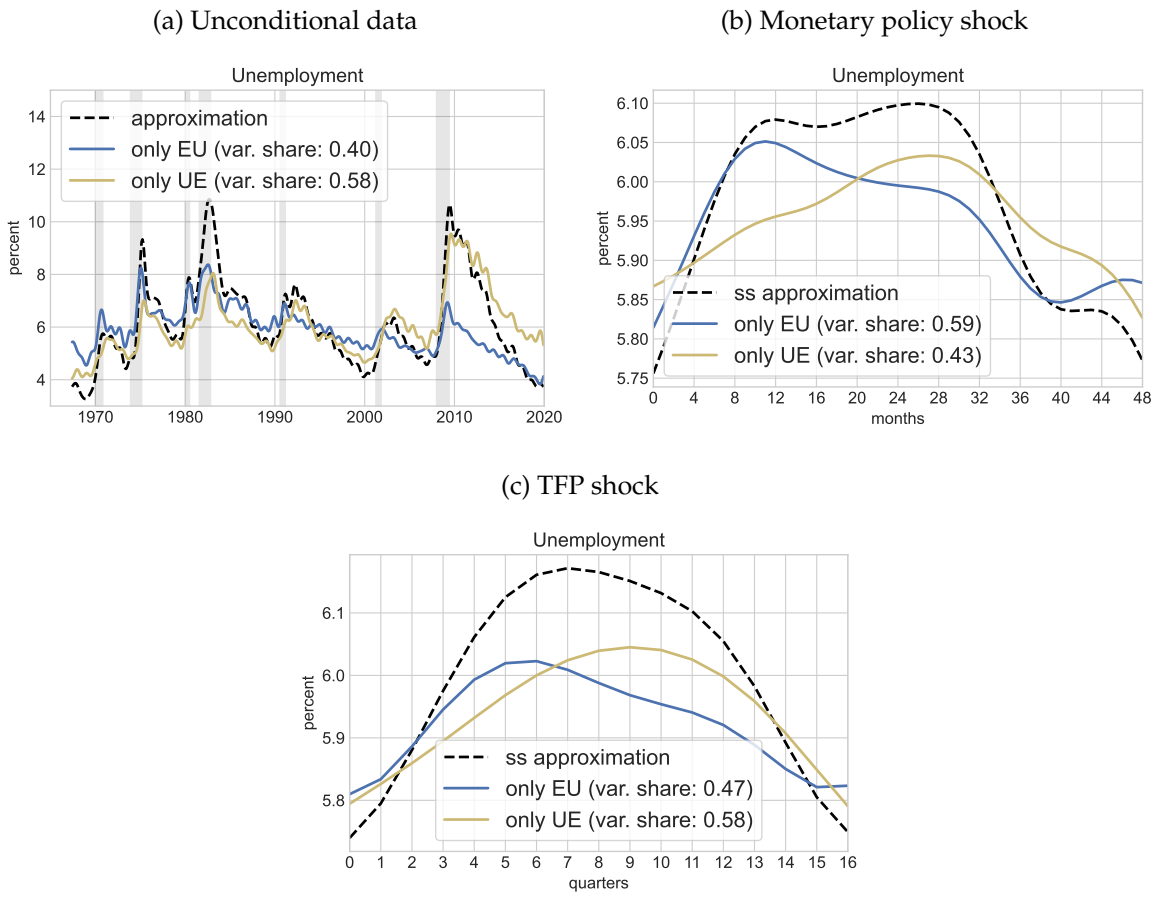 (a) Unconditional data
Unemployment
percent
14
12
10
8
6
4
approximation
only EU (var. share: 0.40)
only UE (var. share: 0.58)
1970 1980 1990 2000 2010 2020
(b) Monetary policy shock
Unemployment
percent
6.10
6.05
6.00
5.95
5.90
5.85
5.80
5.75
ss approximation
only EU (var. share: 0.59)
only UE (var. share: 0.43)
0 4 8 12 16 20 24 28 32 36 40 44 48
months
(c) TFP shock
Unemployment
percent
6.1
6.0
5.9
5.8
ss approximation
only EU (var. share: 0.47)
only UE (var. share: 0.58)
0 1 2 3 4 5 6 7 8 9 10 11 12 13 14 15 16
quarters